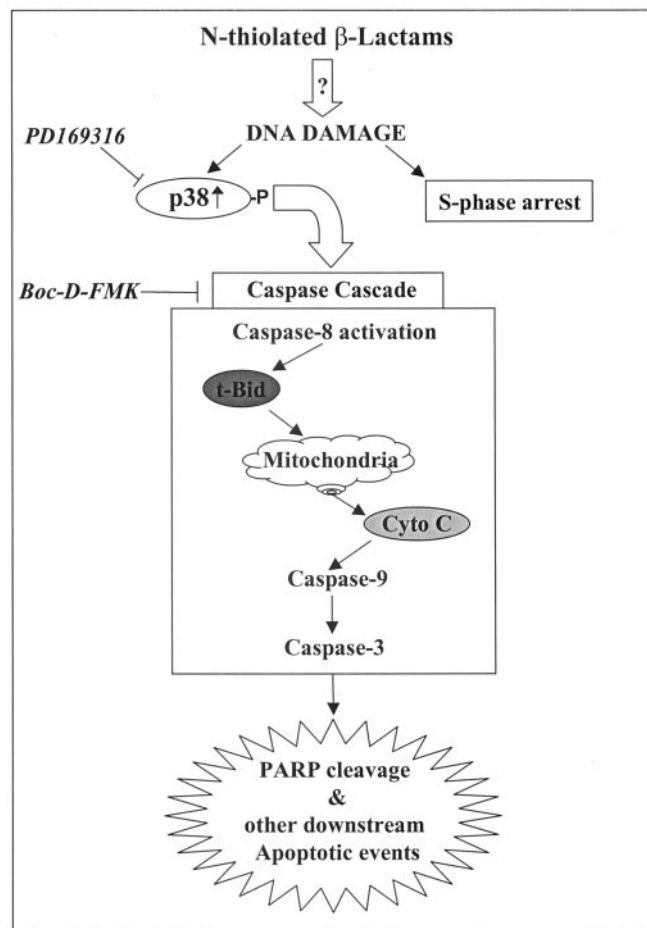 N-thiolated β-Lactams
?
DNA DAMAGE
PD169316
p38↑
-P
S-phase arrest
Boc-D-FMK
Caspase Cascade
Caspase-8 activation
t-Bid
Mitochondria
Cyto C
Caspase-9
Caspase-3
PARP cleavage
&
other downstream
Apoptotic events